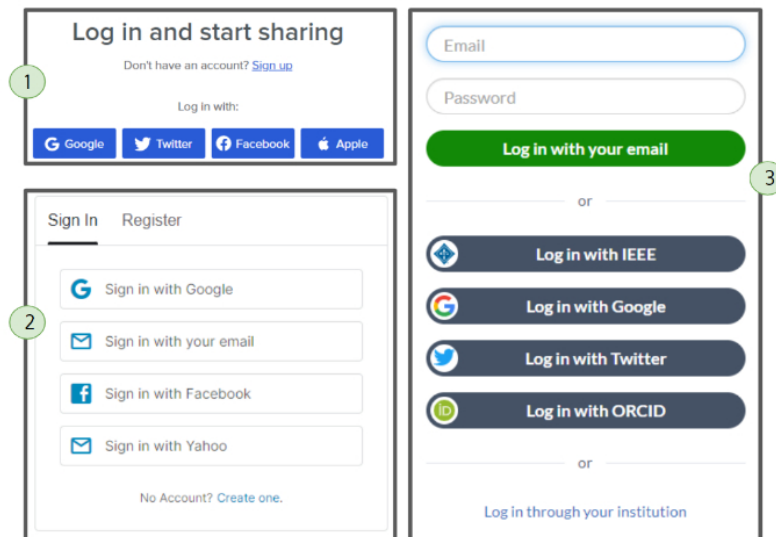 1
Log in and start sharing
Don't have an account? Sign up
Log in with:
Google Twitter Facebook Apple
2
Sign In Register
Sign in with Google
Sign in with your email
Sign in with Facebook
Sign in with Yahoo
No Account? Create one.
3
Email
Password
Log in with your email
or
Log in with IEEE
Log in with Google
Log in with Twitter
iD Log in with ORCID
or
Log in through your institution